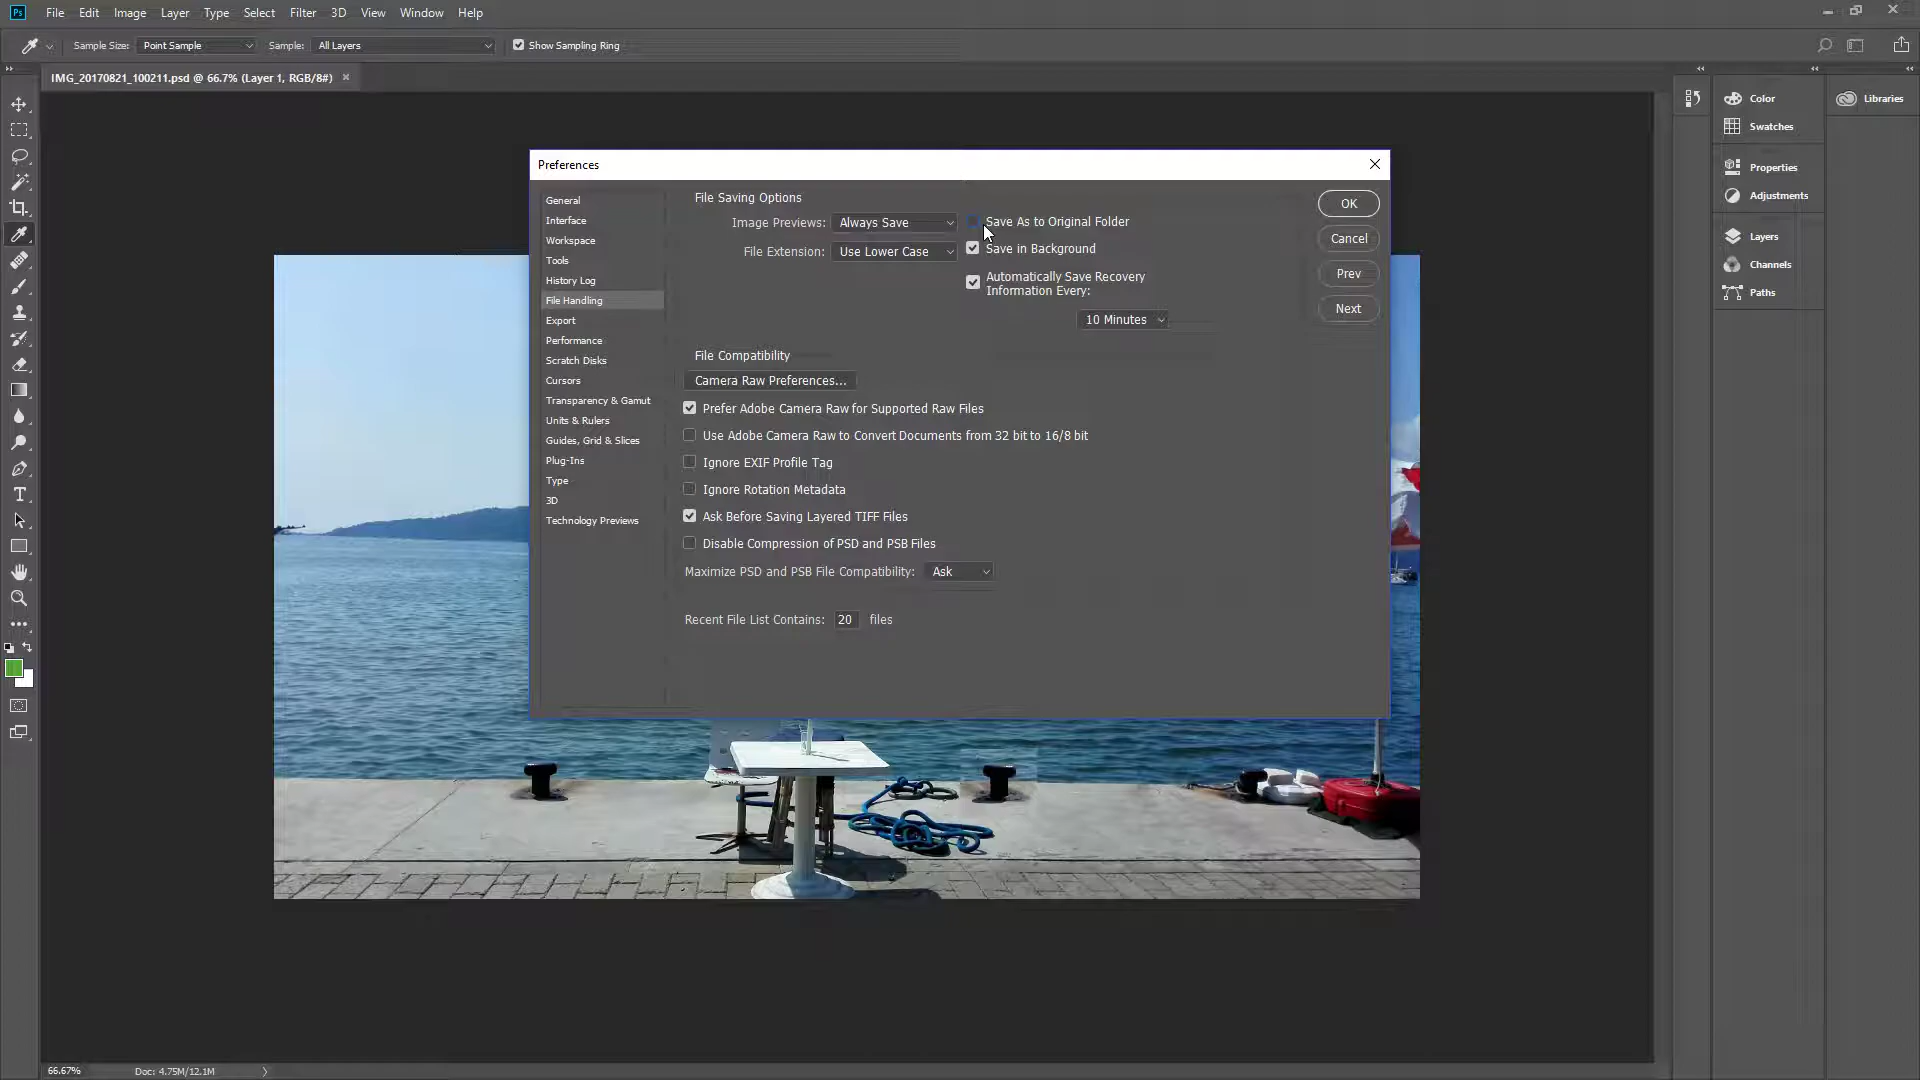 Ps File Edit Image Layer Type Select Filter 3D View Window Help
Sample Size: Point Sample Sample: All Layers Show Sampling Ring
IMG_20170821_100211.psd @ 66.7% (Layer 1, RGB/8#)
Preferences
General
Interface
Workspace
Tools
History Log
File Handling
Export
Performance
Scratch Disks
Cursors
Transparency & Gamut
Units & Rulers
Guides, Grid & Slices
Plug-Ins
Type
3D
Technology Previews
File Saving Options
Image Previews: Always Save
File Extension: Use Lower Case
Save As to Original Folder
Save in Background
Automatically Save Recovery
Information Every:
10 Minutes
File Compatibility
Camera Raw Preferences...
Prefer Adobe Camera Raw for Supported Raw Files
Use Adobe Camera Raw to Convert Documents from 32 bit to 16/8 bit
Ignore EXIF Profile Tag
Ignore Rotation Metadata
Ask Before Saving Layered TIFF Files
Disable Compression of PSD and PSB Files
Maximize PSD and PSB File Compatibility: Ask
Recent File List Contains: 20 files
OK
Cancel
Prev
Next
Color
Swatches
Properties
Adjustments
Layers
Channels
Paths
Libraries
66.67% Doc: 4.75M/12.1M